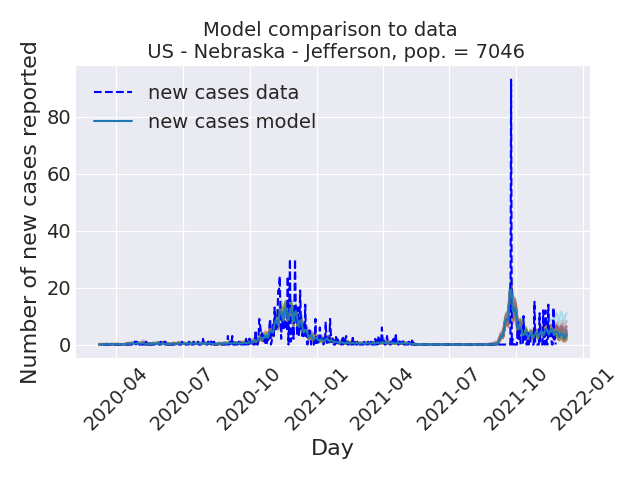 Model comparison to data
US - Nebraska - Jefferson, pop. = 7046
Number of new cases reported
new cases data
new cases model
80
60
40
20
0
2020-04
2020-07
2020-10
2021-01
2021-04
2021-07
2021-10
2022-01
Day